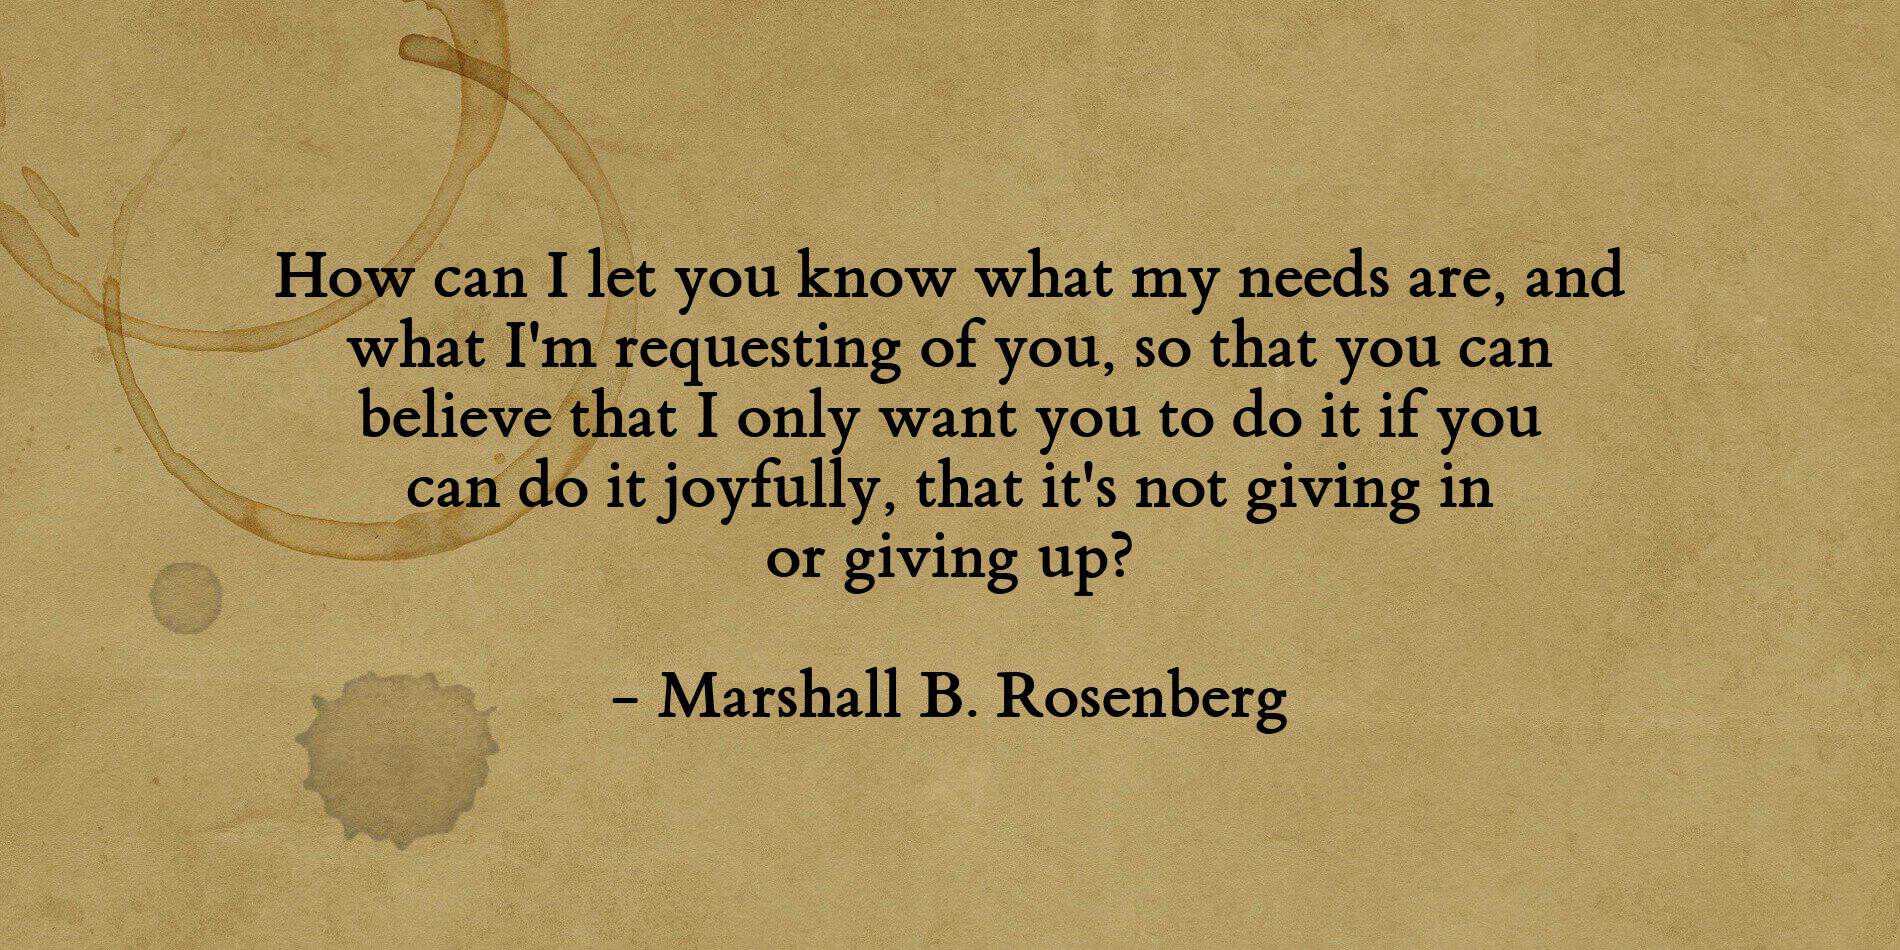 How can I let you know what my needs are, and
what I'm requesting of you, so that you can
believe that I only want you to do it if you
can do it joyfully, that it's not giving in
or giving up?
- Marshall B. Rosenberg